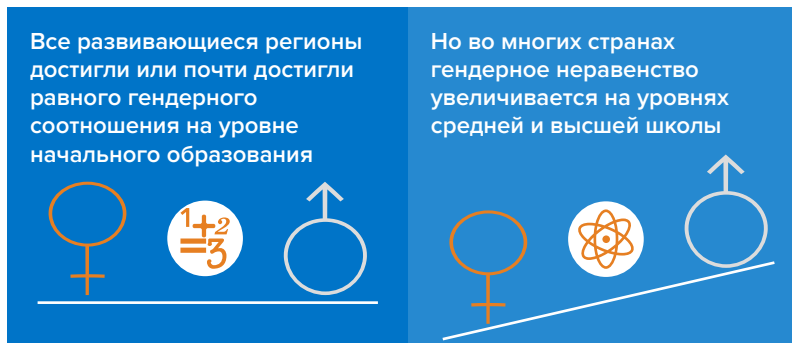 Все развивающиеся регионы
достигли или почти достигли
равного гендерного
соотношения на уровне
начального образования
1+2
=3
Но во многих странах
гендерное неравенство
увеличивается на уровнях
средней и высшей школы